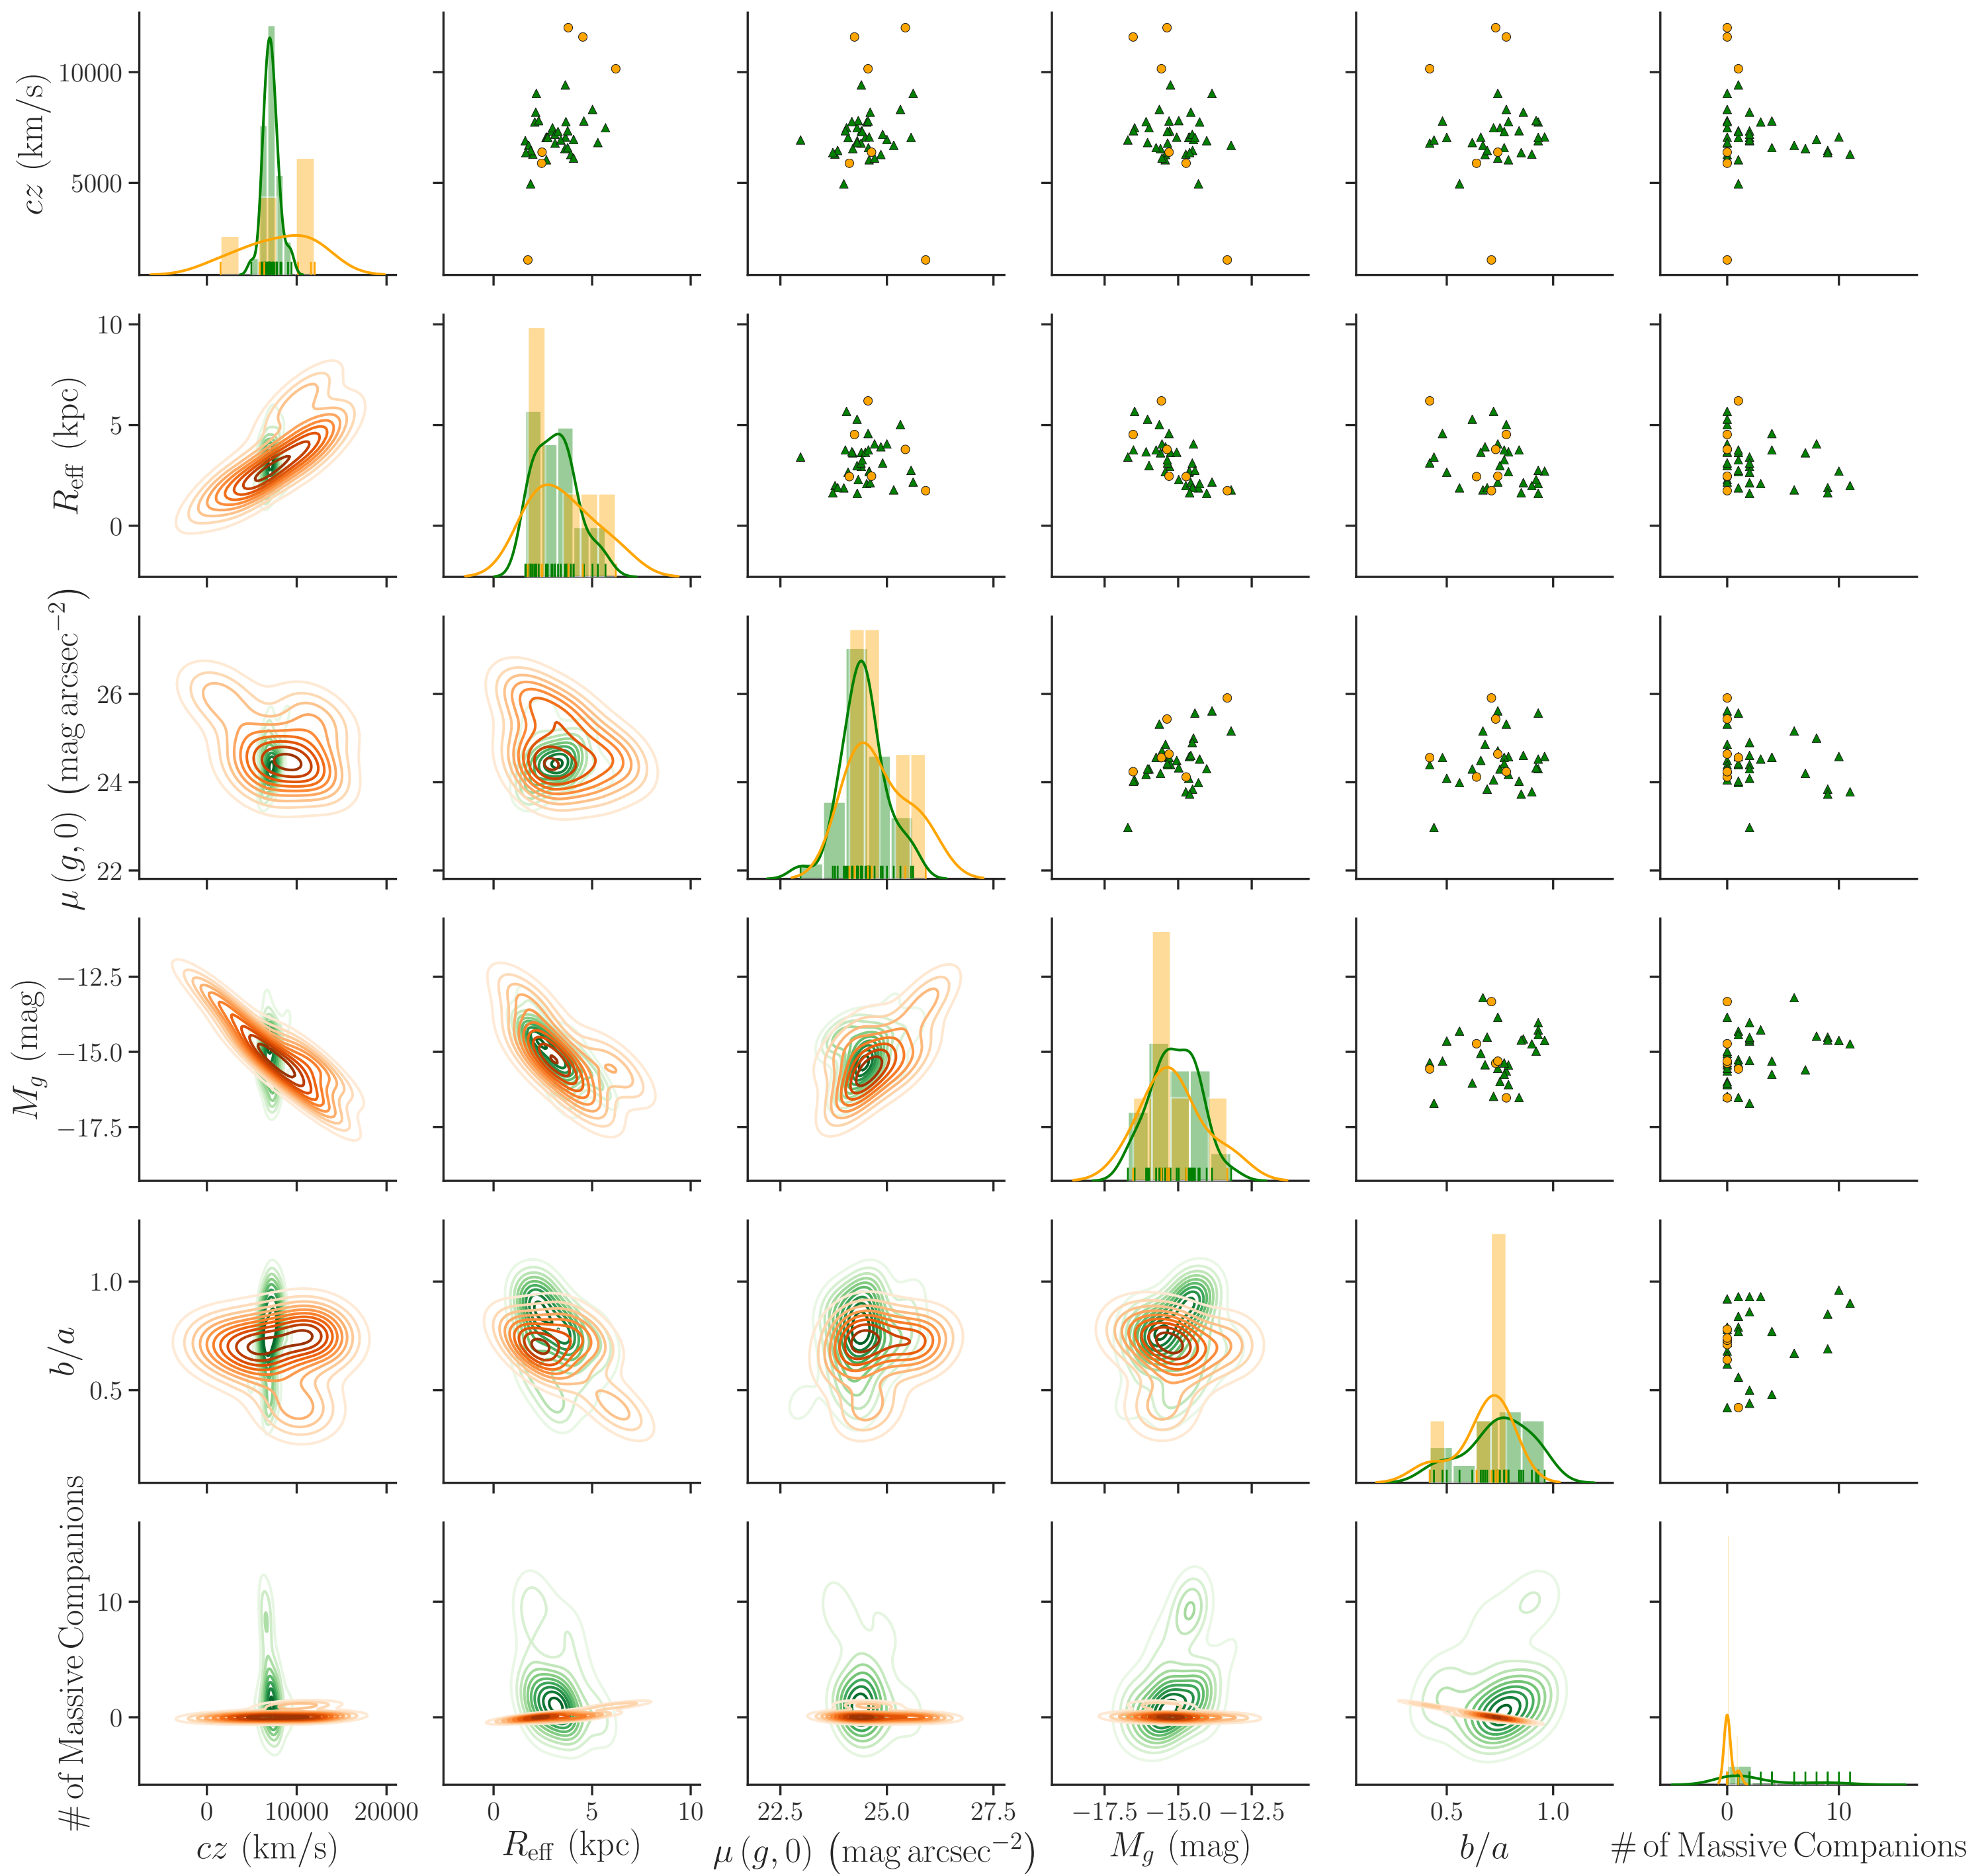 10000
5000
cz (km/s)
10
5
0
R_eff (kpc)
26
24
22
μ(g,0) (mag arcsec⁻²)
−12.5
−15.0
−17.5
M_g (mag)
1.0
0.5
b/a
10
0
# of Massive Companions
0 10000 20000
0 5 10
22.5 25.0 27.5
−17.5 −15.0 −12.5
0.5 1.0
0 10
cz (km/s)
R_eff (kpc)
μ(g,0) (mag arcsec⁻²)
M_g (mag)
b/a
# of Massive Companions